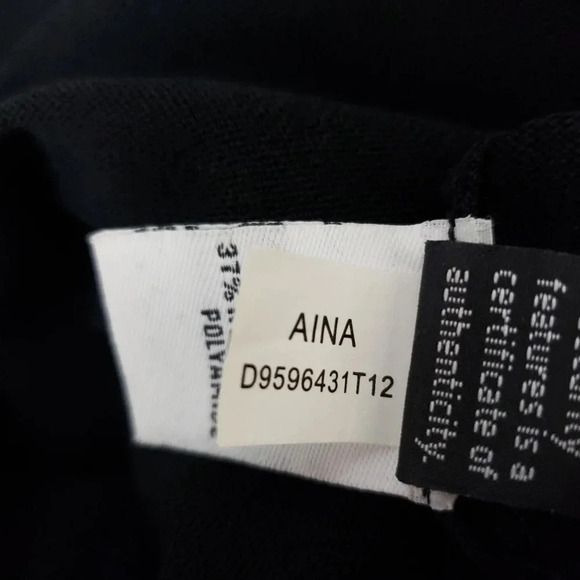 37%
POLYAMIDE
AINA
D9596431T12
features is a
certificate of
authenticity.